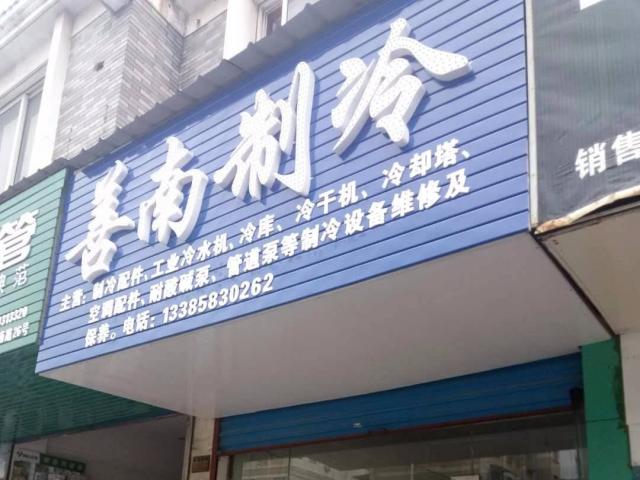 善南制冷
主营：制冷配件、工业冷水机、冷库、冷干机、冷却塔、
空调配件、耐酸碱泵、管道泵等制冷设备维修及
保养。电话：13385830262
管
销售